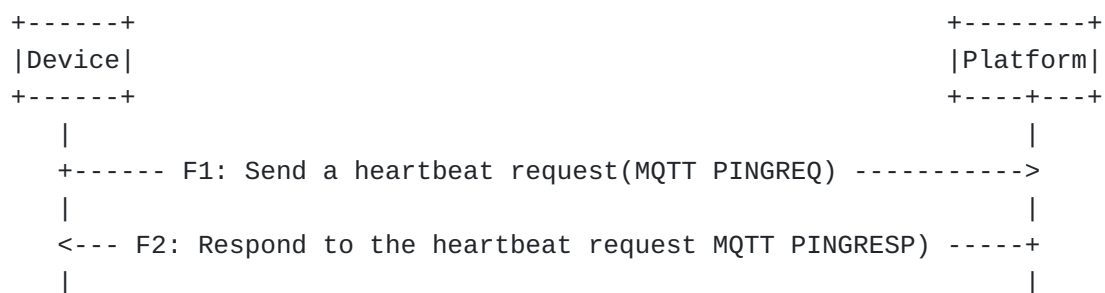 +------+                                                    +--------+
|Device|                                                    |Platform|
+------+                                                    +----+---+
   |                                                             |
   +------ F1: Send a heartbeat request(MQTT PINGREQ) ----------->
   |                                                             |
   <--- F2: Respond to the heartbeat request MQTT PINGRESP) -----+
   |                                                             |